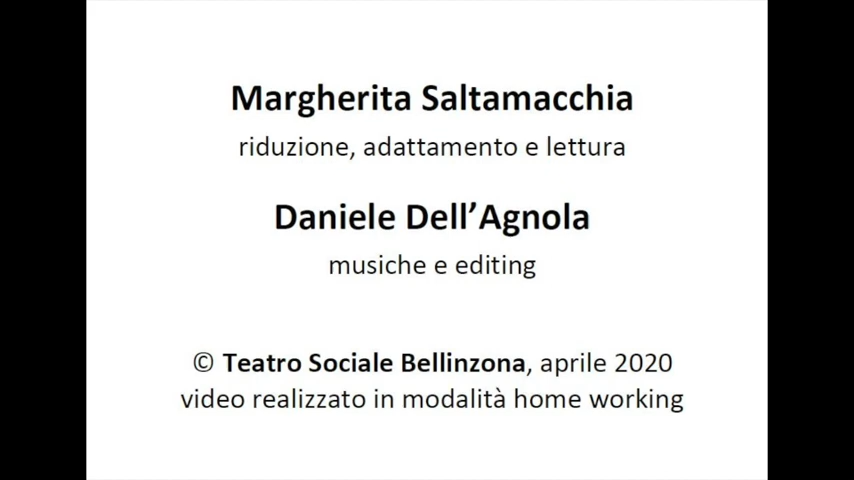 Margherita Saltamacchia
riduzione, adattamento e lettura
Daniele Dell’Agnola
musiche e editing
© Teatro Sociale Bellinzona, aprile 2020
video realizzato in modalità home working